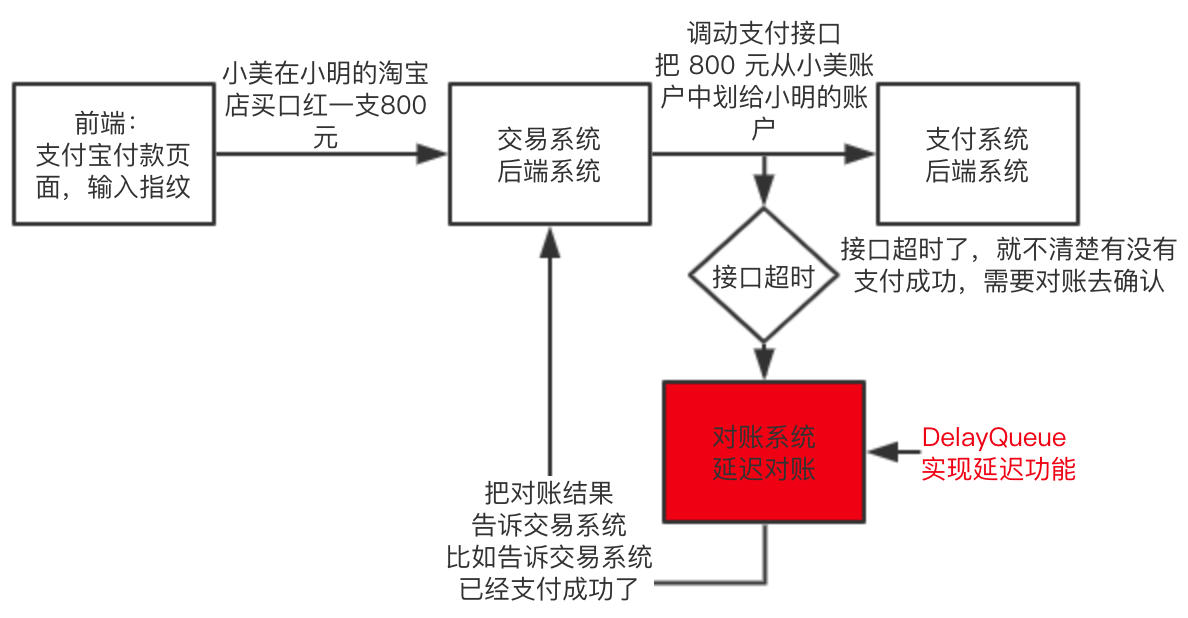 前端：
支付宝付款页
面，输入指纹
小美在小明的淘宝
店买口红一支800
元
交易系统
后端系统
调动支付接口
把 800 元从小美账
户中划给小明的账
户
支付系统
后端系统
接口超时
接口超时了，就不清楚有没有
支付成功，需要对账去确认
对账系统
延迟对账
DelayQueue
实现延迟功能
把对账结果
告诉交易系统
比如告诉交易系统
已经支付成功了